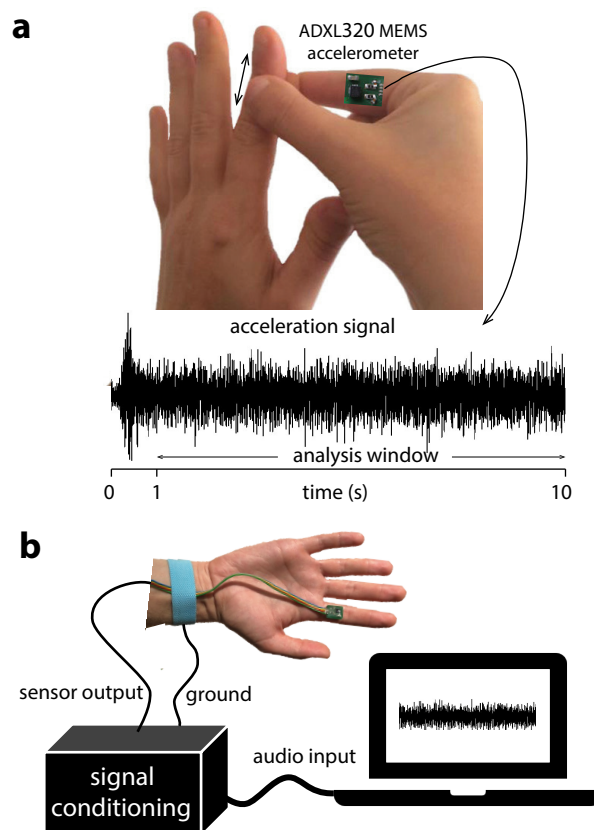 a
ADXL320 MEMS
accelerometer
acceleration signal
analysis window
0 1 time (s) 10
b
sensor output
ground
audio input
signal
conditioning